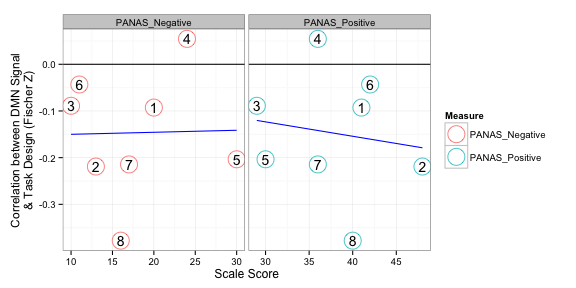 PANAS_Negative PANAS_Positive
Correlation between DMN Signal
& Task Design (Fischer Z)
0.0
-0.1
-0.2
-0.3
4
6
3
1
2
7
5
8
4
6
3
1
5
7
2
8
10 15 20 25 30
30 35 40 45
Scale Score
Measure
PANAS_Negative
PANAS_Positive